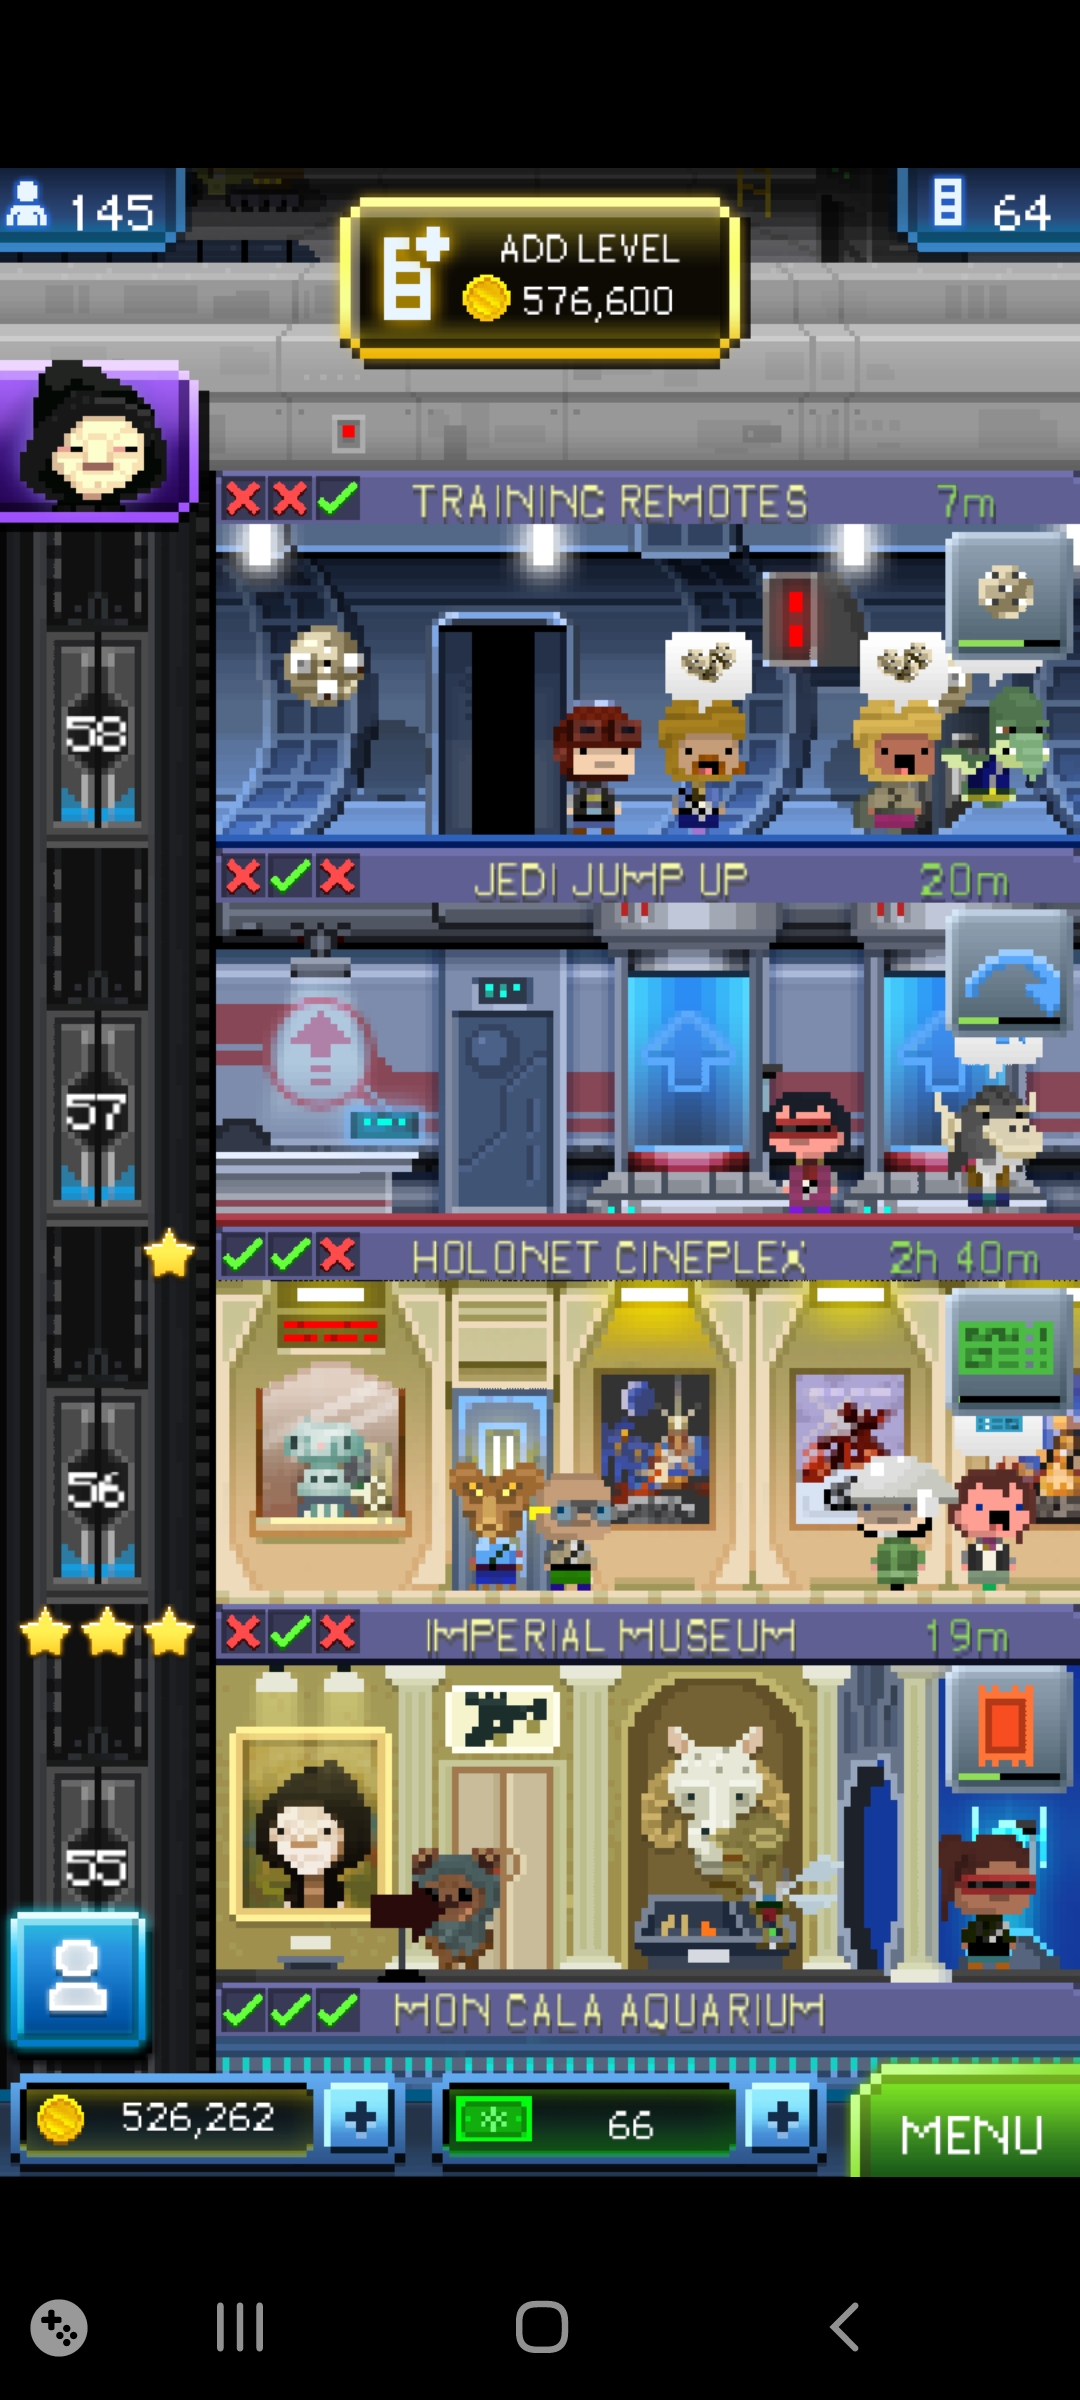 145
64
ADD LEVEL
576,600
TRAINING REMOTES 7m
58
JEDI JUMP UP 20m
57
HOLONET CINEPLEX 2h 40m
56
IMPERIAL MUSEUM 19m
55
MON CALA AQUARIUM
526,262 + 66 + MENU